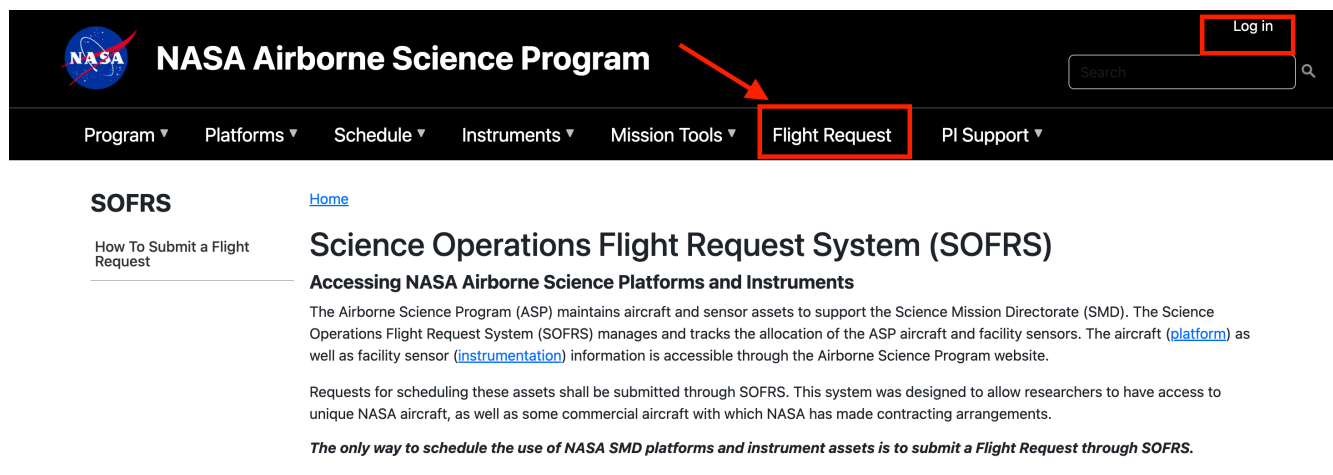 Log in
NASA
NASA Airborne Science Program
Search
Program Platforms Schedule Instruments Mission Tools Flight Request PI Support
SOFRS
How To Submit a Flight
Request
Home
Science Operations Flight Request System (SOFRS)
Accessing NASA Airborne Science Platforms and Instruments
The Airborne Science Program (ASP) maintains aircraft and sensor assets to support the Science Mission Directorate (SMD). The Science
Operations Flight Request System (SOFRS) manages and tracks the allocation of the ASP aircraft and facility sensors. The aircraft (platform) as
well as facility sensor (instrumentation) information is accessible through the Airborne Science Program website.
Requests for scheduling these assets shall be submitted through SOFRS. This system was designed to allow researchers to have access to
unique NASA aircraft, as well as some commercial aircraft with which NASA has made contracting arrangements.
The only way to schedule the use of NASA SMD platforms and instrument assets is to submit a Flight Request through SOFRS.